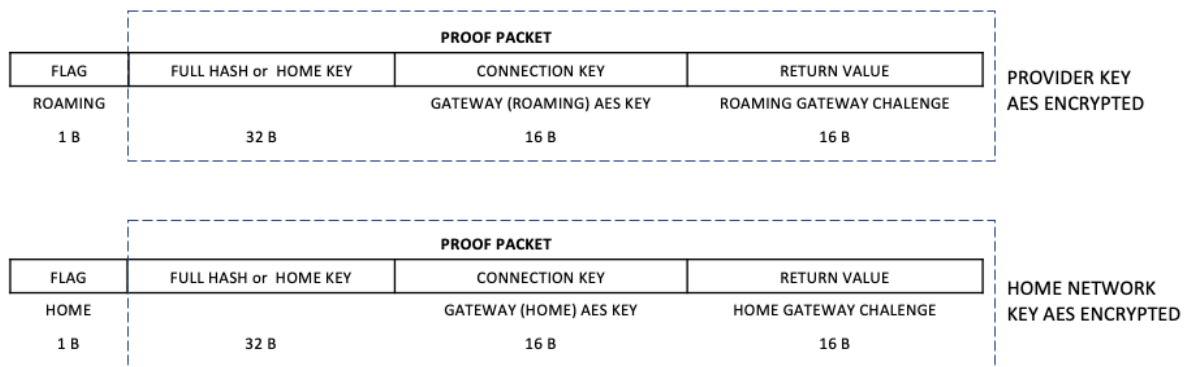 PROOF PACKET
FLAG FULL HASH or HOME KEY CONNECTION KEY RETURN VALUE
ROAMING GATEWAY (ROAMING) AES KEY ROAMING GATEWAY CHALENGE
1 B 32 B 16 B 16 B
PROVIDER KEY
AES ENCRYPTED
PROOF PACKET
FLAG FULL HASH or HOME KEY CONNECTION KEY RETURN VALUE
HOME GATEWAY (HOME) AES KEY HOME GATEWAY CHALENGE
1 B 32 B 16 B 16 B
HOME NETWORK
KEY AES ENCRYPTED